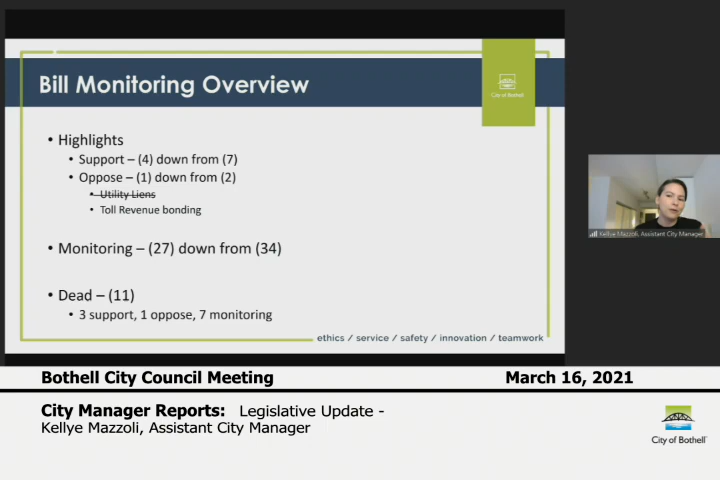 Bill Monitoring Overview
City of Bothell
• Highlights
• Support – (4) down from (7)
• Oppose – (1) down from (2)
• Utility Liens
• Toll Revenue bonding
• Monitoring – (27) down from (34)
• Dead – (11)
• 3 support, 1 oppose, 7 monitoring
ethics / service / safety / innovation / teamwork
Kellye Mazzoli, Assistant City Manager
Bothell City Council Meeting March 16, 2021
City Manager Reports: Legislative Update -
Kellye Mazzoli, Assistant City Manager
City of Bothell